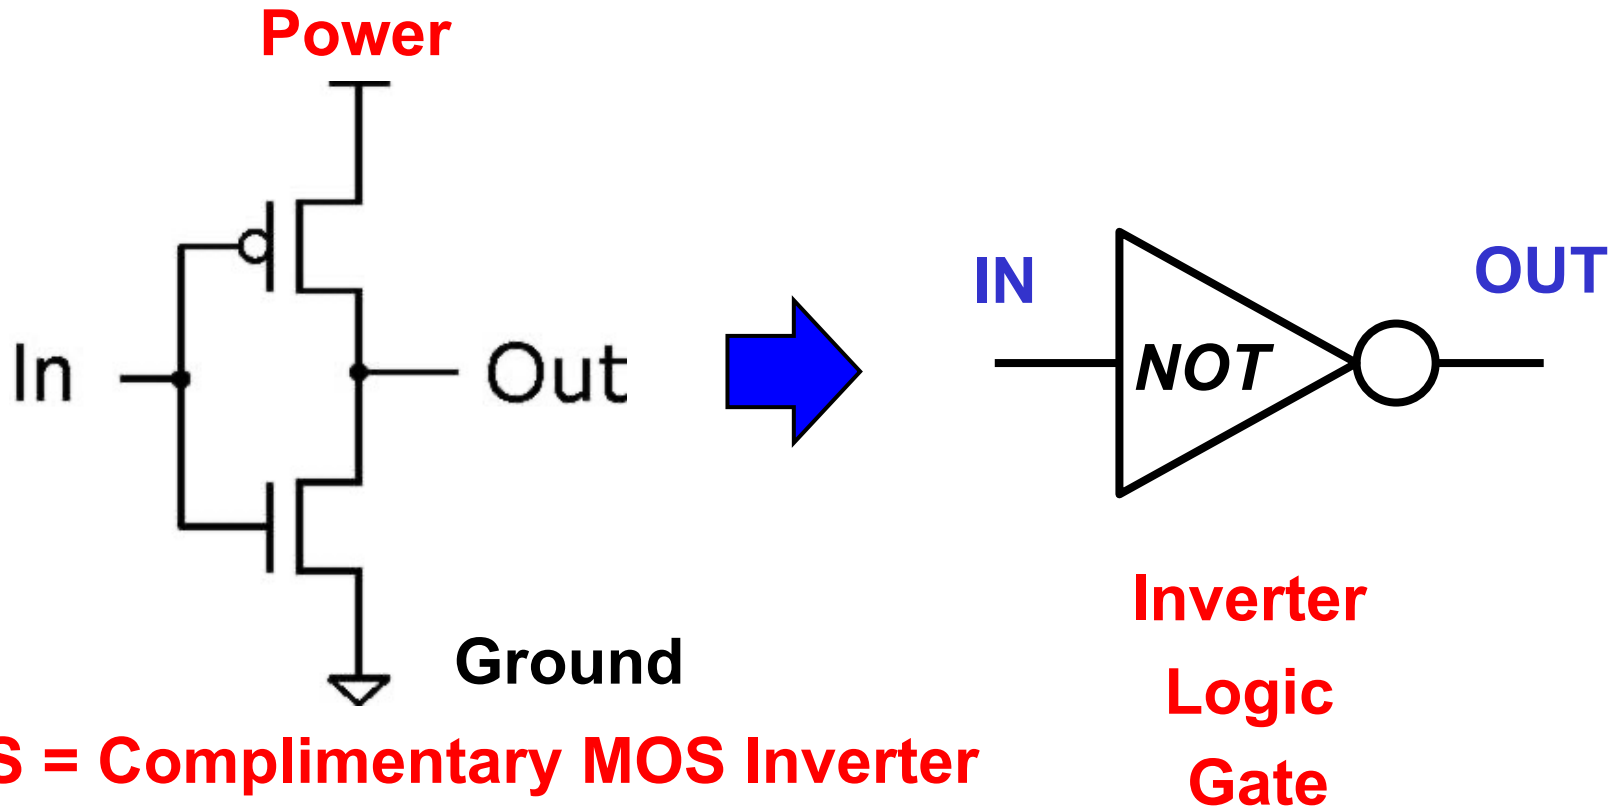 Power
In
Out
IN
OUT
NOT
Ground
S = Complimentary MOS Inverter
Inverter
Logic
Gate